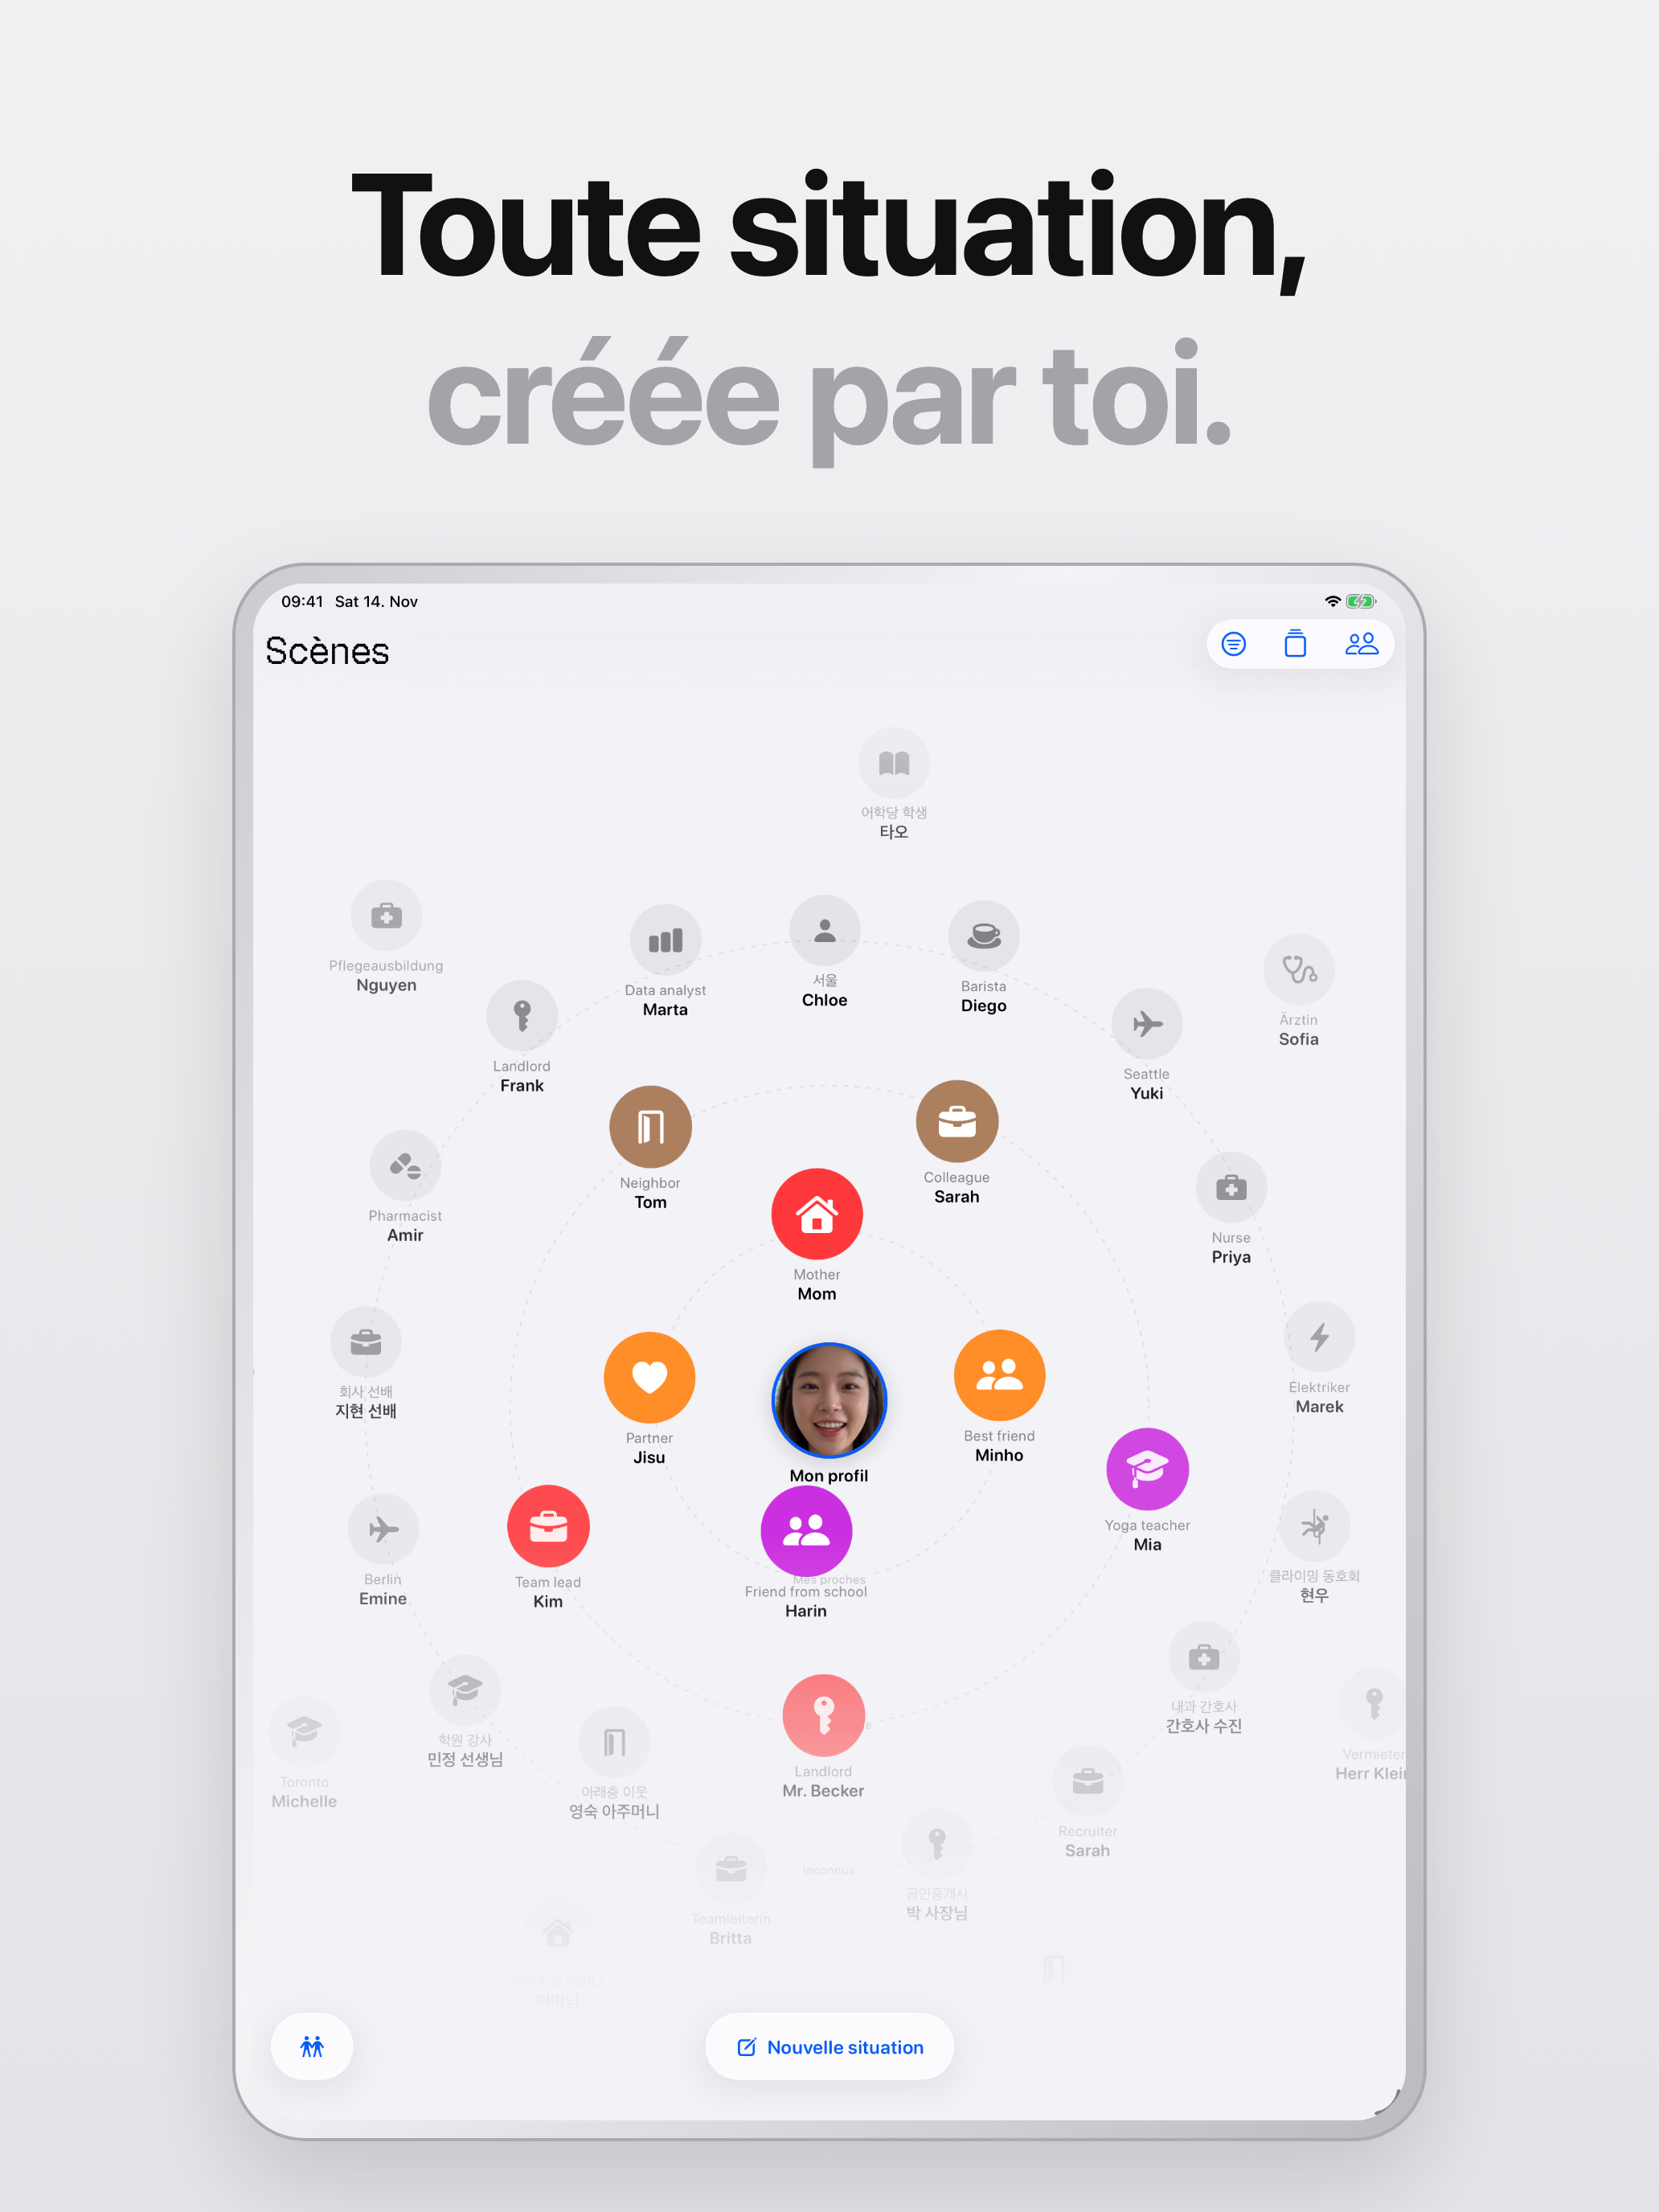 Toute situation,
créée par toi.
09:41 Sat 14. Nov
Scènes
어학당 학생
타오
Pflegeausbildung
Nguyen
Data analyst
Marta
서울
Chloe
Barista
Diego
Ärztin
Sofia
Landlord
Frank
Seattle
Yuki
Neighbor
Tom
Colleague
Sarah
Pharmacist
Amir
Nurse
Priya
Mother
Mom
회사 선배
지현 선배
Elektriker
Marek
Partner
Jisu
Best friend
Minho
Mon profil
Yoga teacher
Mia
Berlin
Emine
Team lead
Kim
Mes proches
Friend from school
Harin
클라이밍 동호회
현우
내과 간호사
간호사 수진
학원 강사
민정 선생님
Toronto
Michelle
아래층 이웃
영숙 아주머니
Landlord
Mr. Becker
Vermieter
Herr Klein
Recruiter
Sarah
Inconnus
공인중개사
박 사장님
Teamleiterin
Britta
어머님
Nouvelle situation